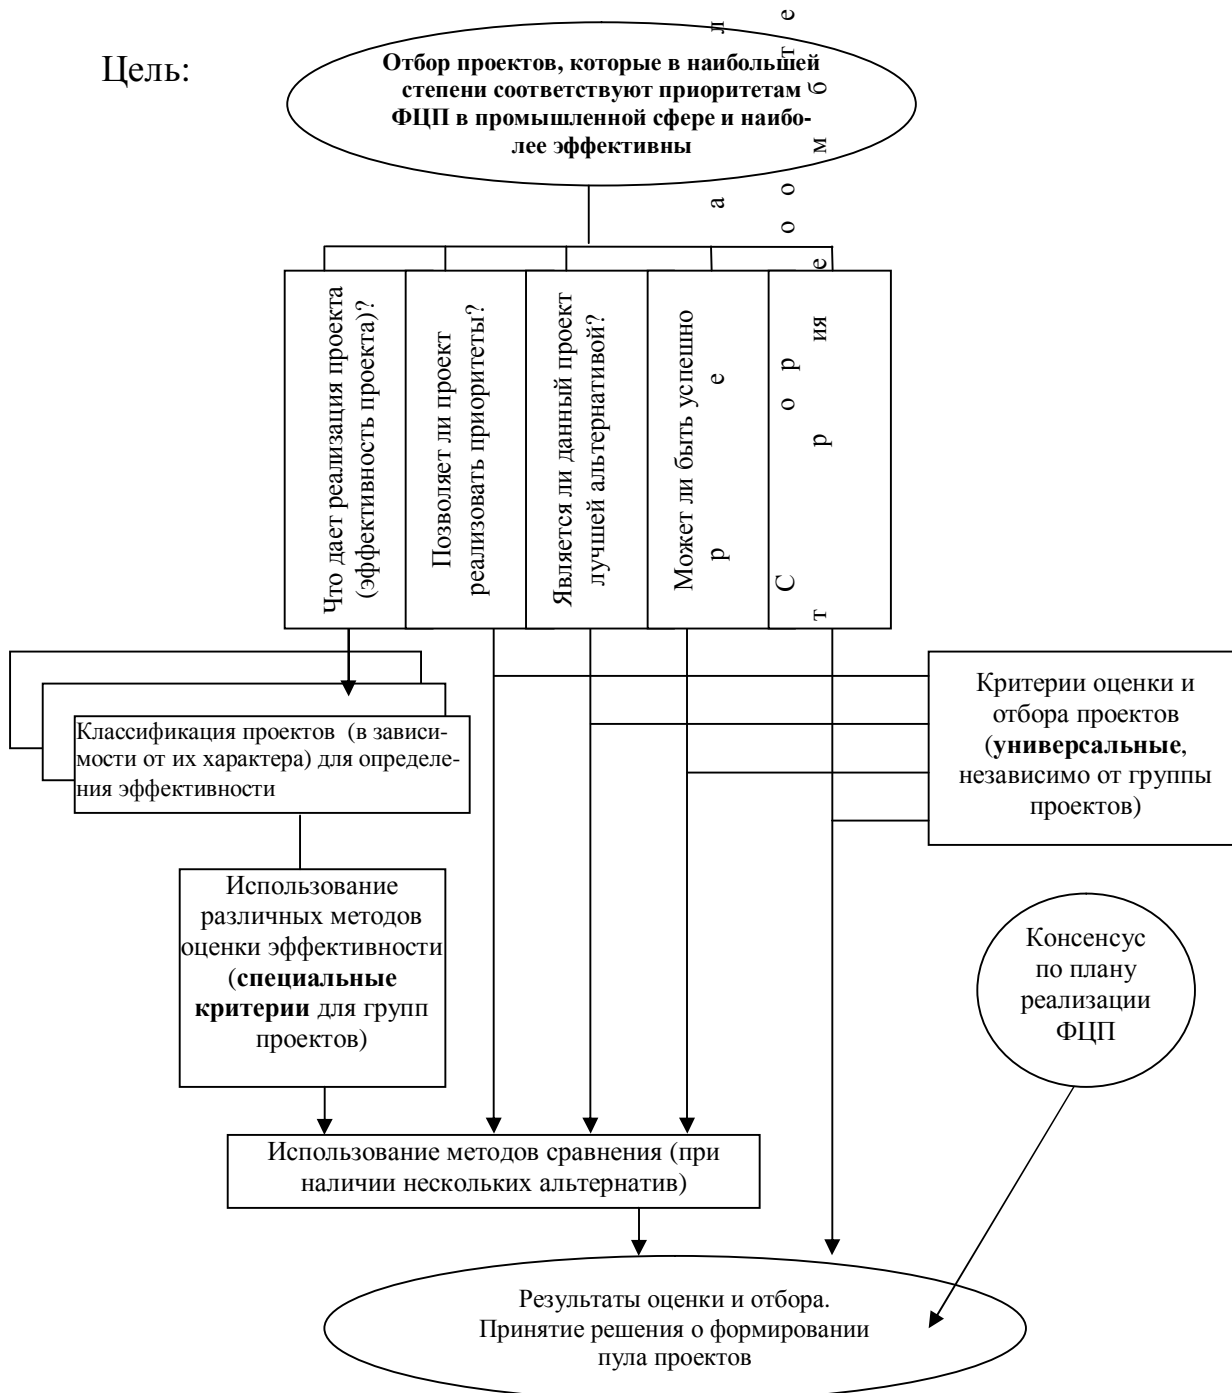 Цель:
Отбор проектов, которые в наибольшей
степени соответствуют приоритетам
ФЦП в промышленной сфере и наибо-
лее эффективны
Что дает реализация проекта
(эффективность проекта)?
Позволяет ли проект
реализовать приоритеты?
Является ли данный проект
лучшей альтернативой?
Может ли быть успешно
р е а л
С о р о о т е
т р ия е м б
Классификация проектов (в зависи-
мости от их характера) для определе-
ния эффективности
Критерии оценки и
отбора проектов
(универсальные,
независимо от группы
проектов)
Использование
различных методов
оценки эффективности
(специальные
критерии для групп
проектов)
Консенсус
по плану
реализации
ФЦП
Использование методов сравнения (при
наличии нескольких альтернатив)
Результаты оценки и отбора.
Принятие решения о формировании
пула проектов